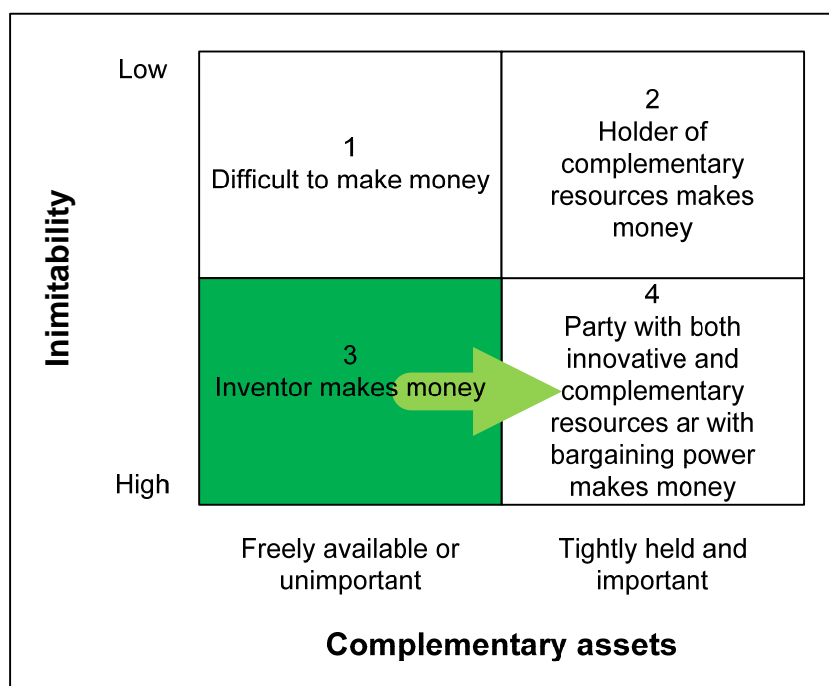 Low
1
Difficult to make money
2
Holder of
complementary
resources makes
money
Inimitability
3
Inventor makes money
4
Party with both
innovative and
complementary
resources ar with
bargaining power
makes money
High
Freely available or
unimportant
Tightly held and
important
Complementary assets